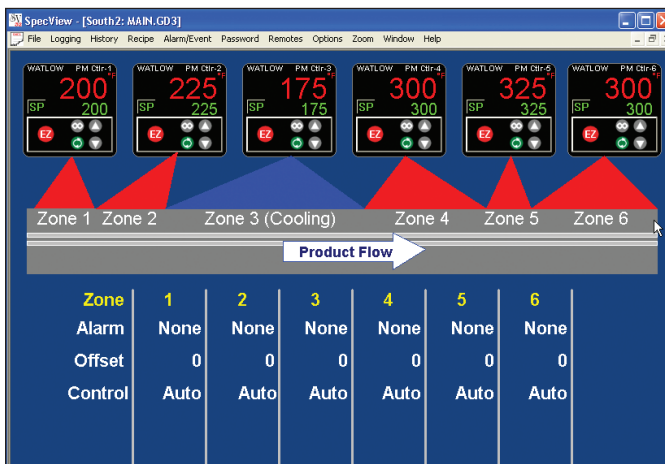 SpecView - [South2: MAIN.GD3]
File Logging History Recipe Alarm/Event Password Remotes Options Zoom Window Help
WATLOW PM Ctlr-1 WATLOW PM Ctlr-2 WATLOW PM Ctlr-3 WATLOW PM Ctlr-4 WATLOW PM Ctlr-5 WATLOW PM Ctlr-6
200 °F 225 °F 175 °F 300 °F 325 °F 300 °F
SP 200 SP 225 SP 175 SP 300 SP 325 SP 300
EZ EZ EZ EZ EZ EZ
Zone 1 Zone 2 Zone 3 (Cooling) Zone 4 Zone 5 Zone 6
Product Flow
Zone 1 2 3 4 5 6
Alarm None None None None None None
Offset 0 0 0 0 0 0
Control Auto Auto Auto Auto Auto Auto